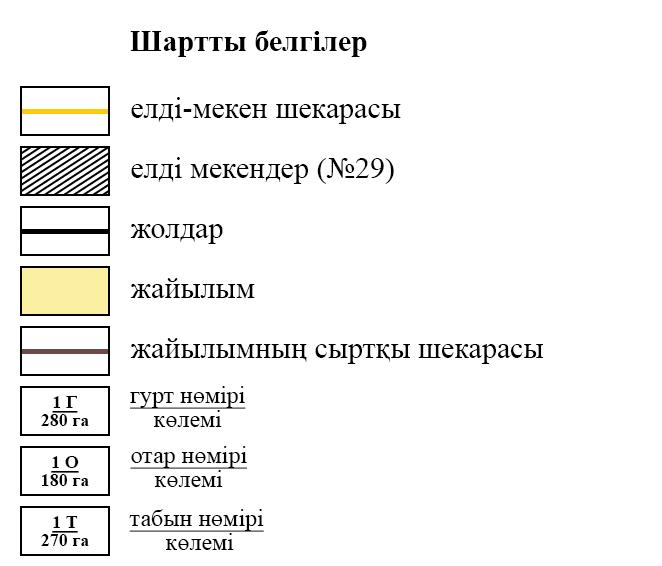 Шартты белгілер
елді-мекен шекарасы
елді мекендер (№29)
жолдар
жайылым
жайылымның сыртқы шекарасы
1 Г
280 га
гурт нөмірі
көлемі
1 О
180 га
отар нөмірі
көлемі
1 Т
270 га
табын нөмірі
көлемі